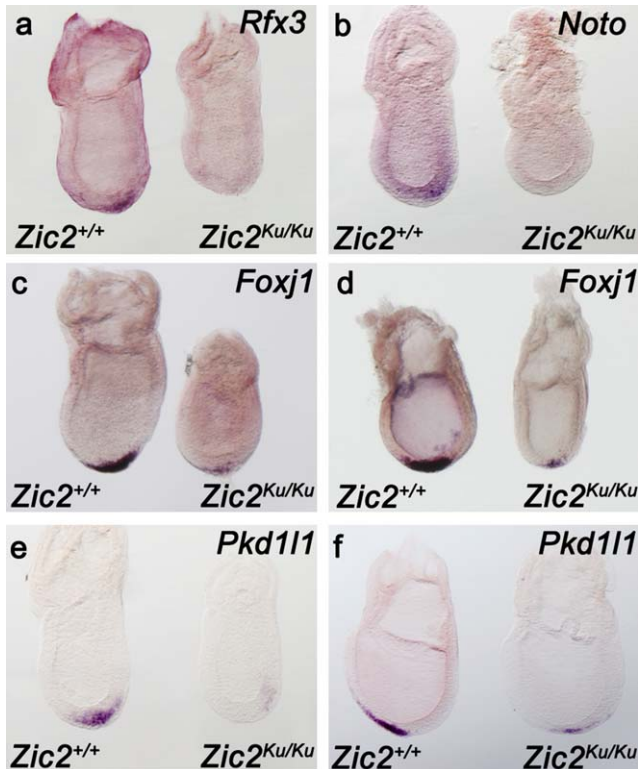 a Rfx3
Zic2+/+ Zic2Ku/Ku
b Noto
Zic2+/+ Zic2Ku/Ku
c Foxj1
Zic2+/+ Zic2Ku/Ku
d Foxj1
Zic2+/+ Zic2Ku/Ku
e Pkd1l1
Zic2+/+ Zic2Ku/Ku
f Pkd1l1
Zic2+/+ Zic2Ku/Ku